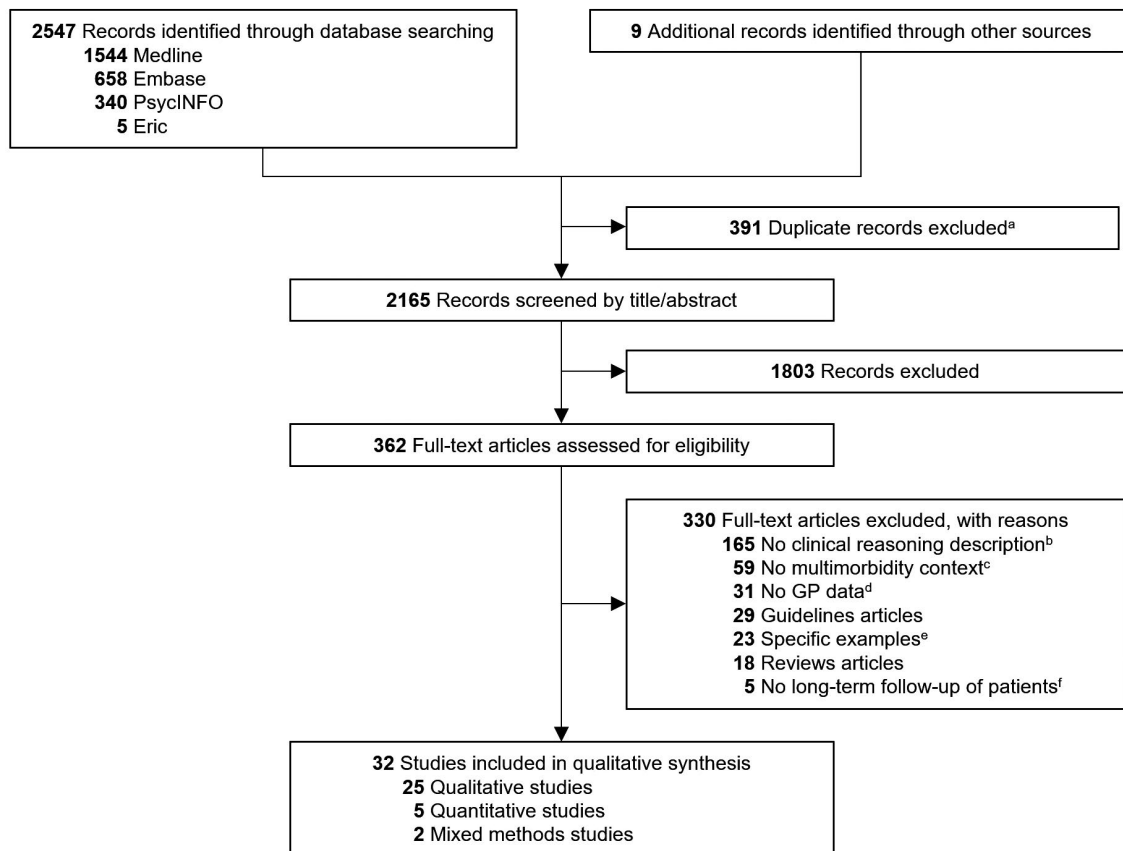 2547 Records identified through database searching
1544 Medline
658 Embase
340 PsycINFO
5 Eric
9 Additional records identified through other sources
391 Duplicate records excludedᵃ
2165 Records screened by title/abstract
1803 Records excluded
362 Full-text articles assessed for eligibility
330 Full-text articles excluded, with reasons
165 No clinical reasoning descriptionᵇ
59 No multimorbidity contextᶜ
31 No GP dataᵈ
29 Guidelines articles
23 Specific examplesᵉ
18 Reviews articles
5 No long-term follow-up of patientsᶠ
32 Studies included in qualitative synthesis
25 Qualitative studies
5 Quantitative studies
2 Mixed methods studies